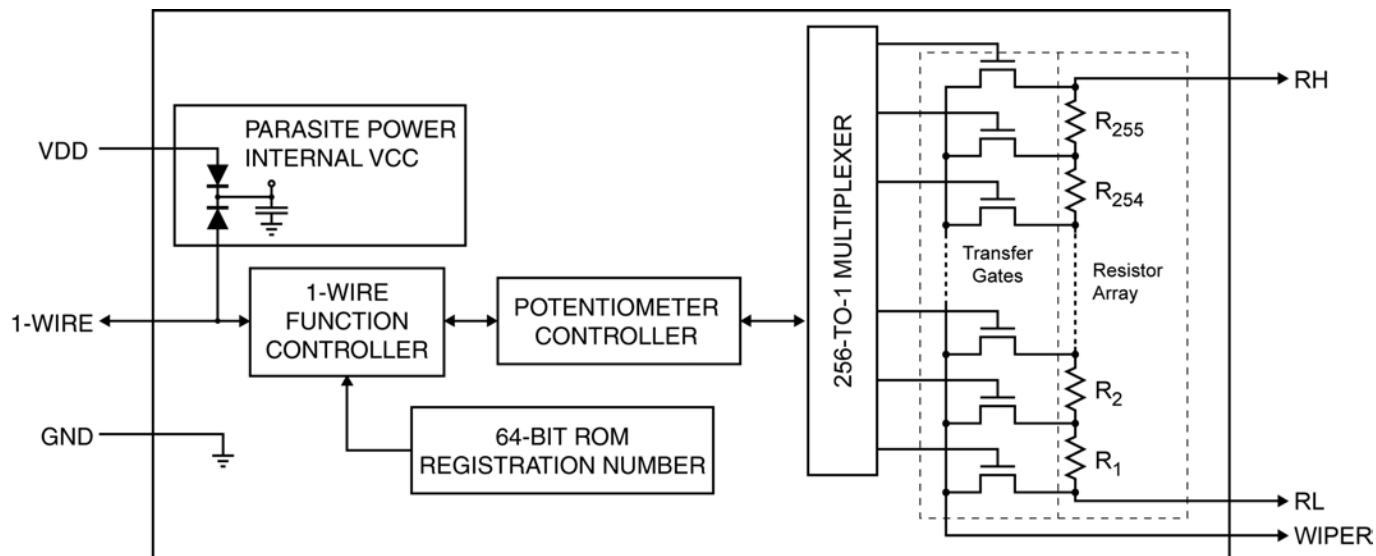 PARASITE POWER
INTERNAL VCC
VDD
1-WIRE
GND
1-WIRE
FUNCTION
CONTROLLER
POTENTIOMETER
CONTROLLER
64-BIT ROM
REGISTRATION NUMBER
256-TO-1 MULTIPLEXER
Transfer
Gates
Resistor
Array
R255
R254
R2
R1
RH
RL
WIPER